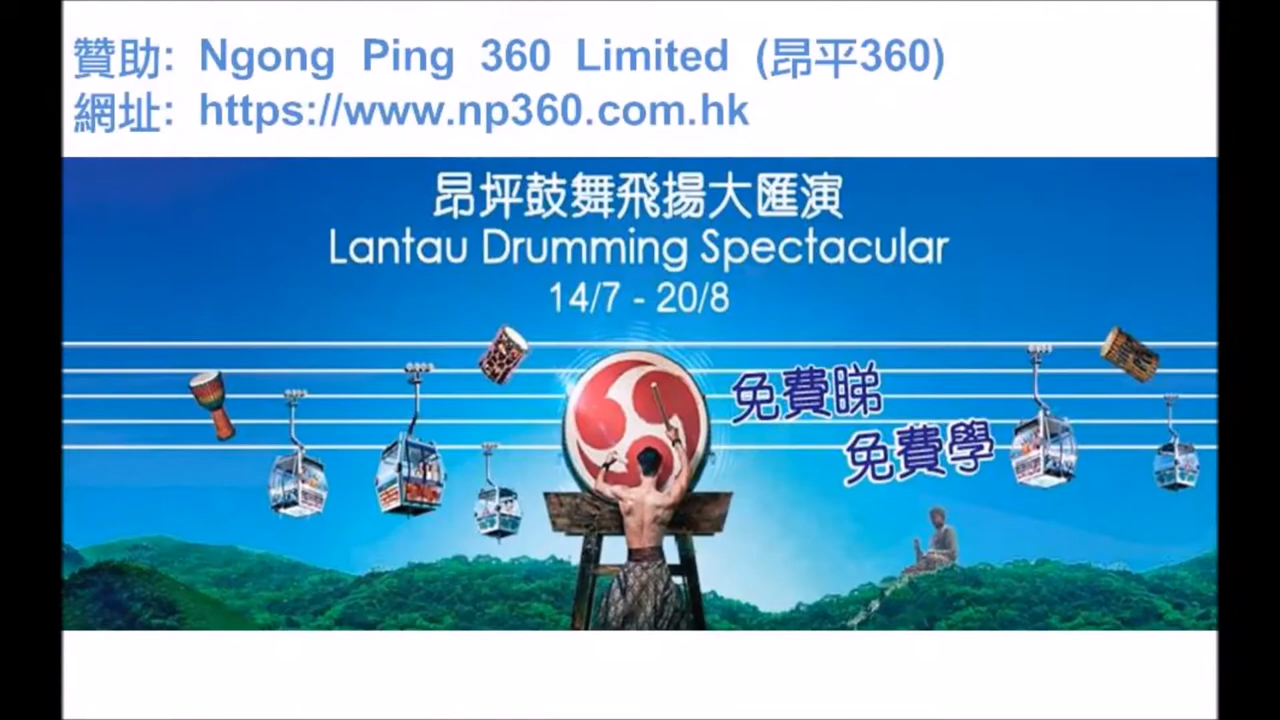 贊助: Ngong Ping 360 Limited (昂平360)
網址: https://www.np360.com.hk
昂坪鼓舞飛揚大匯演
Lantau Drumming Spectacular
14/7 - 20/8
免費睇
免費學